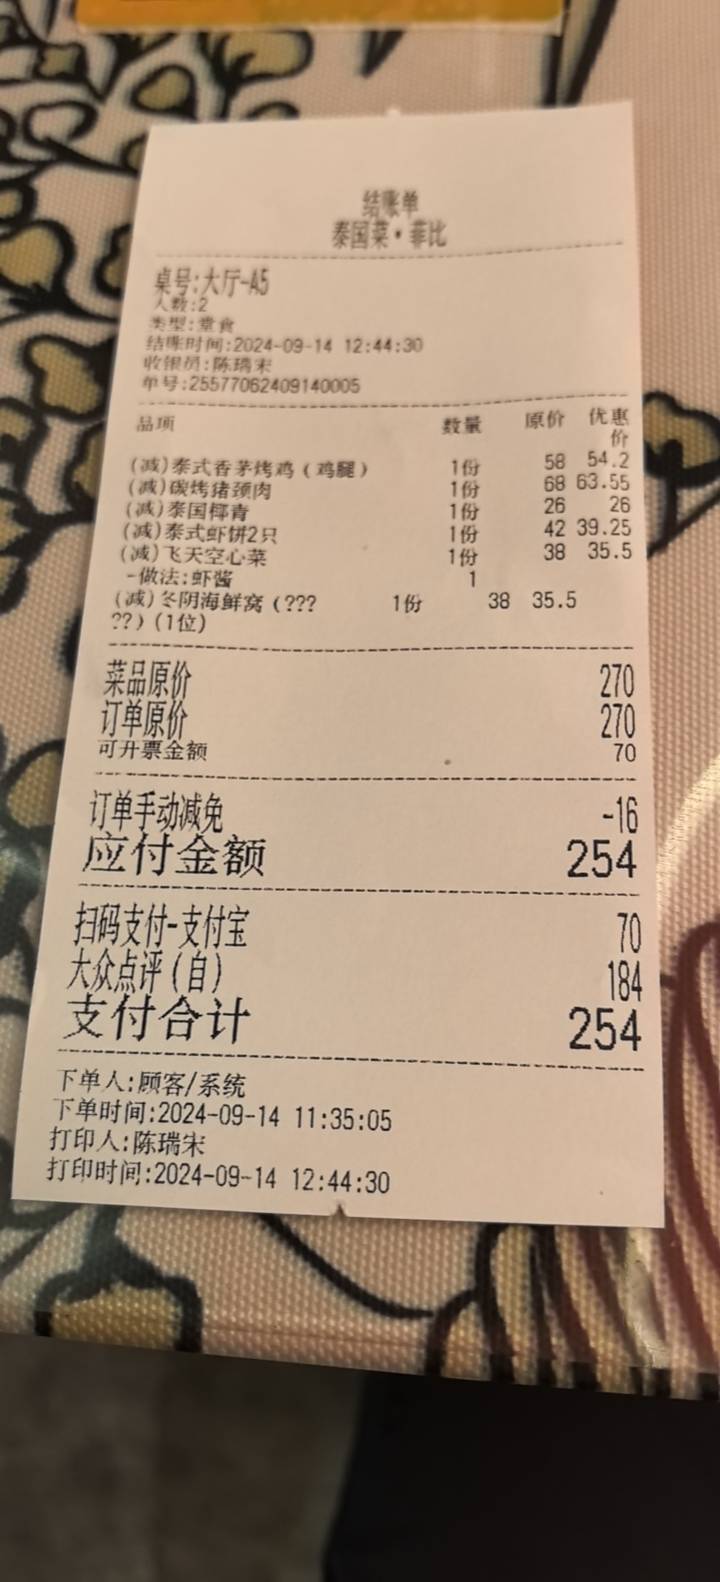 结账单
泰国菜·菲比
桌号:大厅-A5
人数:2
类型:堂食
结账时间:2024-09-14 12:44:30
收银员:陈瑞宋
单号:25577062409140005
品项 数量 原价 优惠
价
(减)泰式香茅烤鸡(鸡腿) 1份 58 54.2
(减)碳烤猪颈肉 1份 68 63.55
(减)泰国椰青 1份 26 26
(减)泰式虾饼2只 1份 42 39.25
(减)飞天空心菜 1份 38 35.5
-做法:虾酱 1
(减)冬阴海鲜窝(??? 1份 38 35.5
??)(1位)
菜品原价 270
订单原价 270
可开票金额 70
订单手动减免 -16
应付金额 254
扫码支付-支付宝 70
大众点评(自) 184
支付合计 254
下单人:顾客/系统
下单时间:2024-09-14 11:35:05
打印人:陈瑞宋
打印时间:2024-09-14 12:44:30